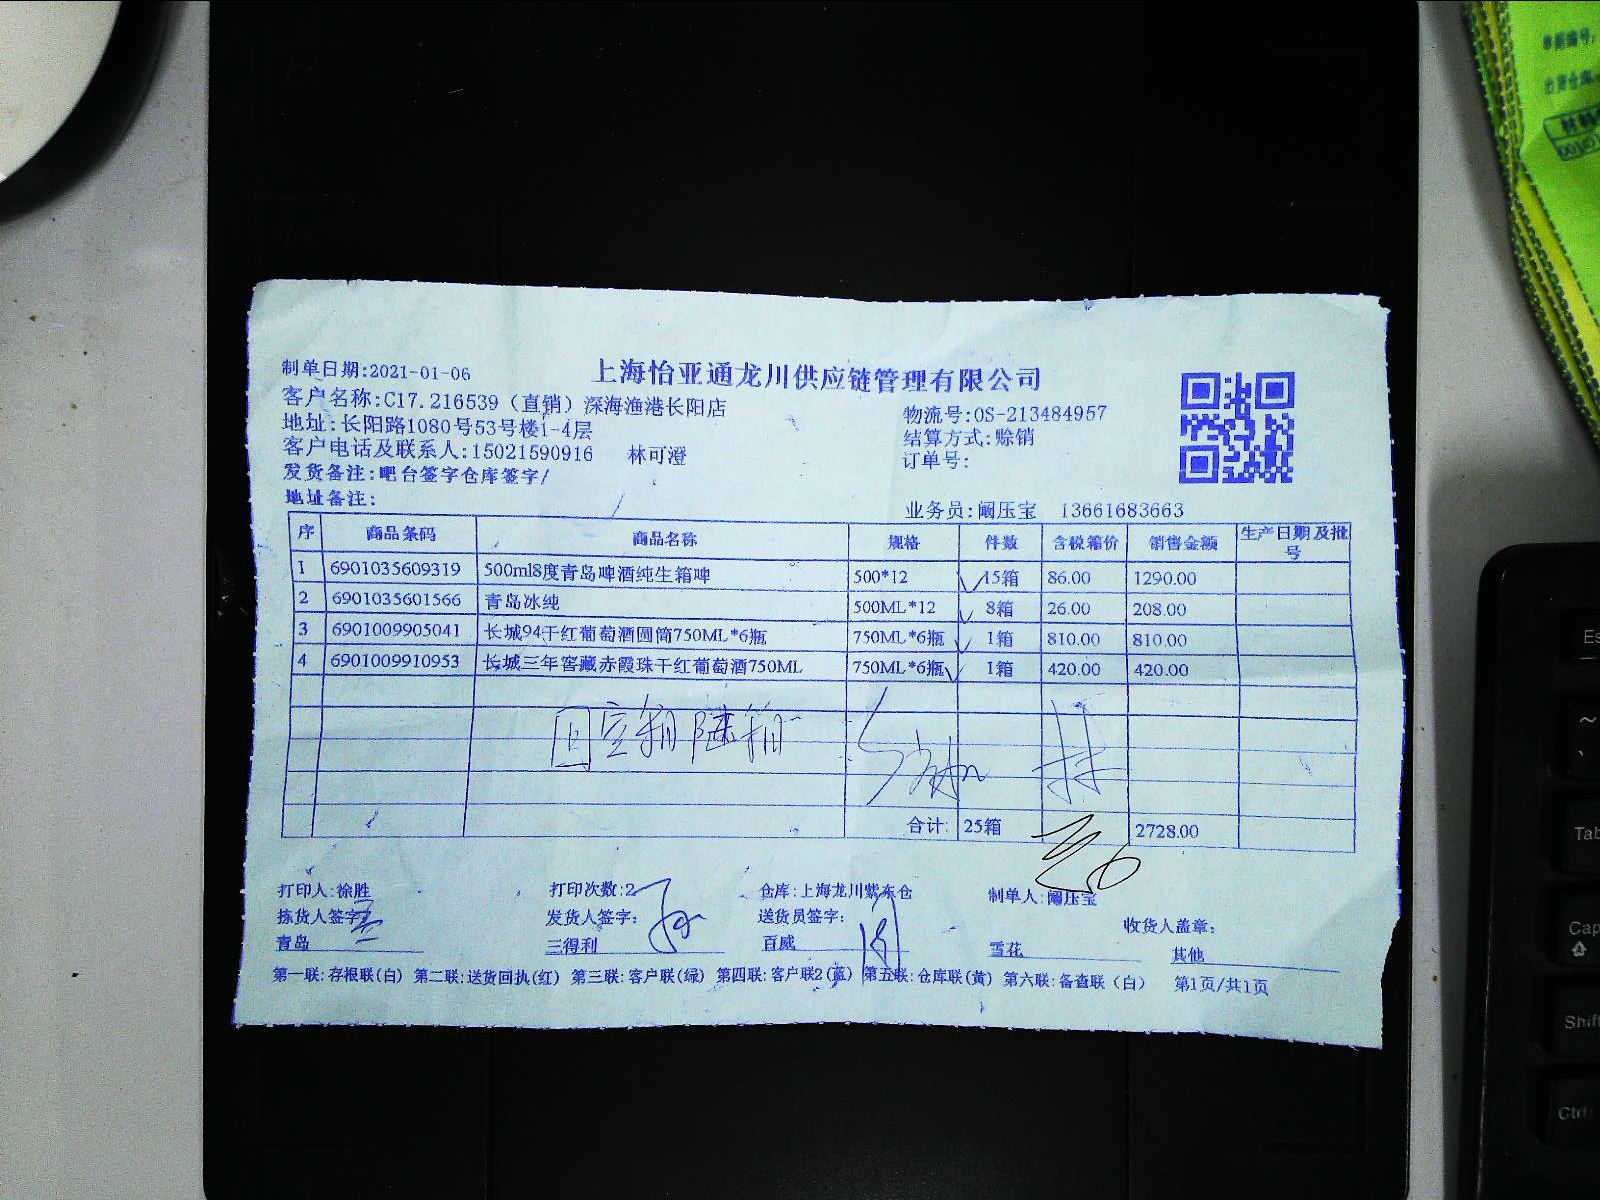 上海怡亚通龙川供应链管理有限公司
制单日期:2021-01-06
客户名称:C17.216539（直销）深海渔港长阳店
物流号:OS-213484957
地址:长阳路1080号53号楼1-4层
结算方式:赊销
客户电话及联系人:15021590916 林可澄
订单号:
发货备注:吧台签字仓库签字/
地址备注:
业务员:阚压宝 13661683663
序 商品条码 商品名称 规格 件数 含税箱价 销售金额 生产日期及批号
1 6901035609319 500ml8度青岛啤酒纯生箱啤 500*12 15箱 86.00 1290.00
2 6901035601566 青岛冰纯 500ML*12 8箱 26.00 208.00
3 6901009905041 长城94干红葡萄酒圆筒750ML*6瓶 750ML*6瓶 1箱 810.00 810.00
4 6901009910953 长城三年窖藏赤霞珠干红葡萄酒750ML 750ML*6瓶 1箱 420.00 420.00
回空箱陆箱
合计: 25箱 2728.00
打印人:徐胜 打印次数:2 仓库:上海龙川紫东仓 制单人:阚压宝
拣货人签字: 发货人签字: 送货员签字: 收货人盖章:
青岛 三得利 百威 雪花 其他
第一联:存根联(白) 第二联:送货回执(红) 第三联:客户联(绿) 第四联:客户联2(蓝) 第五联:仓库联(黄) 第六联:备查联（白） 第1页/共1页
Tab
Shift
Ctrl